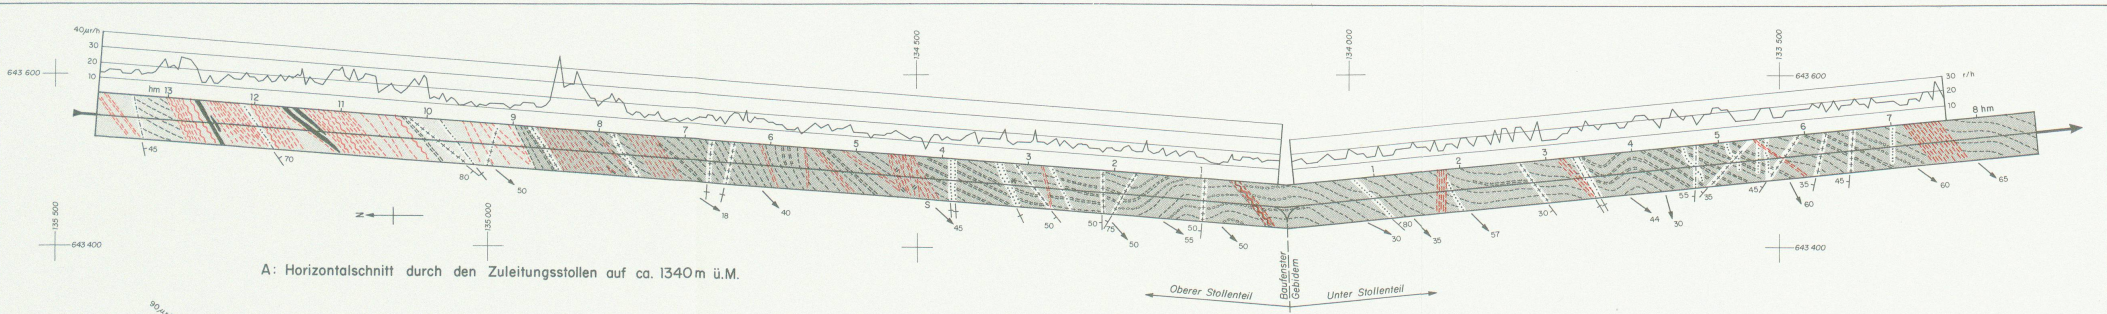 40μr/h
30
20
10
643 600
135 500
643 400
hm 13 12 11 10 9 8 7 6 5 4 3 2 1
134 500
134 000
133 500
643 600
30 r/h
20
10
1 2 3 4 5 6 7 8 hm
45 70 80 50 18 40 S 45 50 50 75 50 55 50 50
30 80 35 57 30 44 30 55 35 45 60 35 45 60 65
N
135 000
643 400
A: Horizontalschnitt durch den Zuleitungsstollen auf ca. 1340 m ü.M.
Baufenster
Gebidem
Oberer Stollenteil
Unter Stollenteil